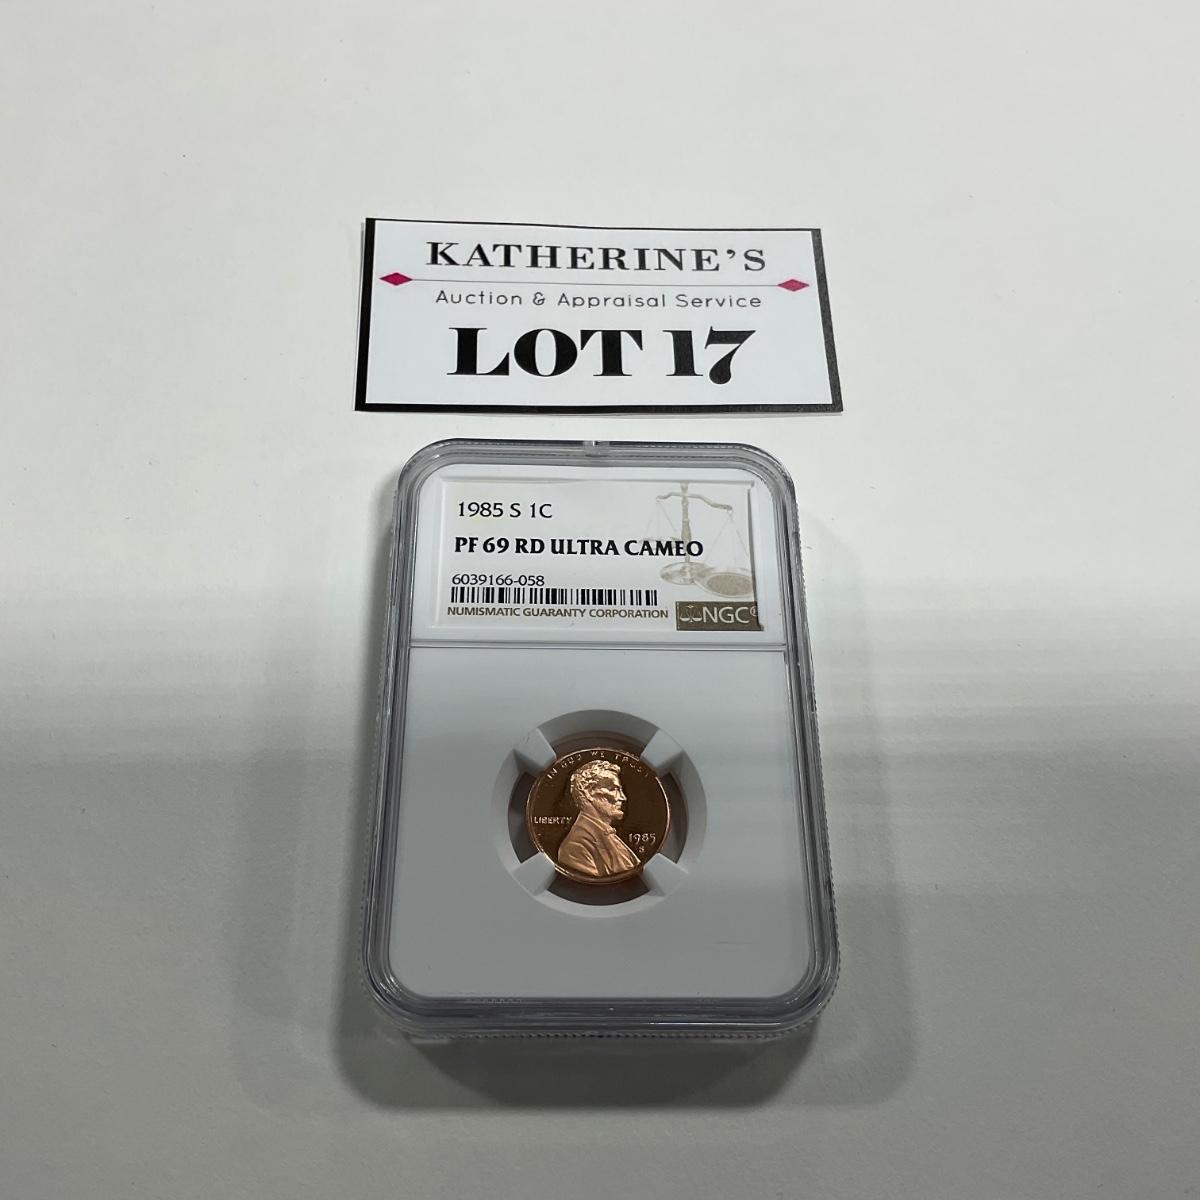 KATHERINE'S
Auction & Appraisal Service
LOT 17
1985 S 1C
PF 69 RD ULTRA CAMEO
6039166-058
NUMISMATIC GUARANTY CORPORATION
NGC
IN GOD WE TRUST
LIBERTY
1985
S